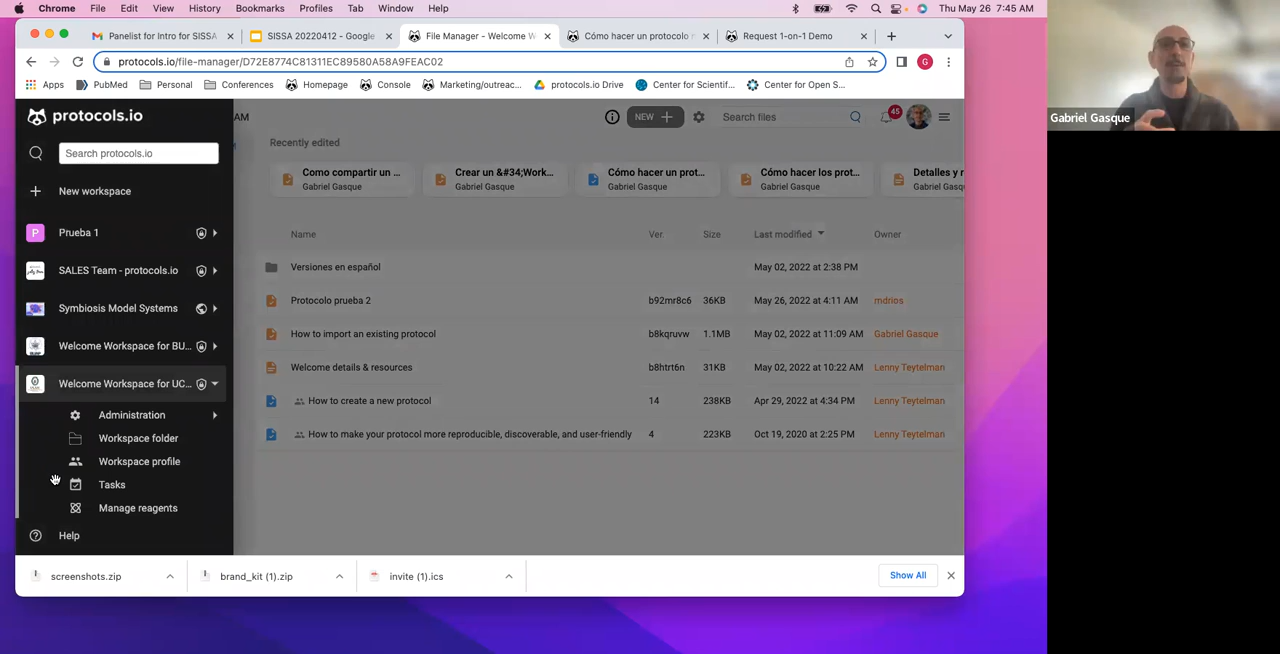 Chrome File Edit View History Bookmarks Profiles Tab Window Help Thu May 26 7:45 AM
Panelist for Intro for SISSA SISSA 20220412 - Google File Manager - Welcome W Cómo hacer un protocolo Request 1-on-1 Demo
protocols.io/file-manager/D72E8774C81311EC89580A58A9FEAC02 G
Apps PubMed Personal Conferences Homepage Console Marketing/outreac... protocols.io Drive Center for Scientif... Center for Open S...
protocols.io AM NEW + Search files 45
Recently edited
Search protocols.io
Como compartir un ... Crear un &#34;Work... Cómo hacer un prot... Cómo hacer los prot... Detalles y
Gabriel Gasque Gabriel Gasque Gabriel Gasque Gabriel Gasque Gabriel Gasq
New workspace
P Prueba 1 Name Ver. Size Last modified Owner
SALES Team - protocols.io Versiones en español May 02, 2022 at 2:38 PM
Symbiosis Model Systems Protocolo prueba 2 b92mr8c6 36KB May 26, 2022 at 4:11 AM mdrios
How to import an existing protocol b8kqruvw 1.1MB May 02, 2022 at 11:09 AM Gabriel Gasque
Welcome Workspace for BU...
Welcome details & resources b8htrt6n 31KB May 02, 2022 at 10:22 AM Lenny Teytelman
Welcome Workspace for UC...
How to create a new protocol 14 238KB Apr 29, 2022 at 4:34 PM Lenny Teytelman
Administration
Workspace folder How to make your protocol more reproducible, discoverable, and user-friendly 4 223KB Oct 19, 2020 at 2:25 PM Lenny Teytelman
Workspace profile
Tasks
Manage reagents
Help
screenshots.zip brand_kit (1).zip invite (1).ics Show All
Gabriel Gasque